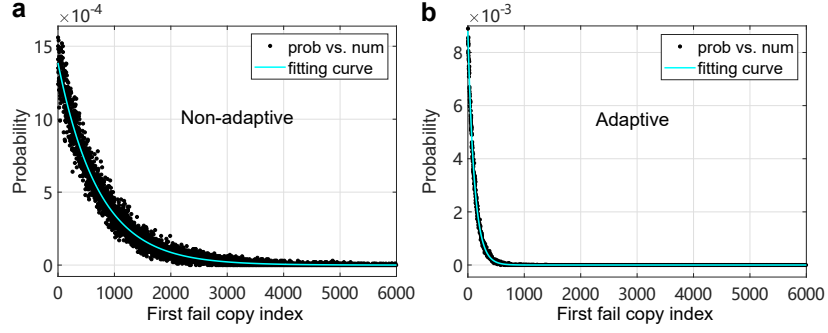 a
×10⁻⁴
15
10
5
0
Probability
prob vs. num
fitting curve
Non-adaptive
0 1000 2000 3000 4000 5000 6000
First fail copy index
b
×10⁻³
8
6
4
2
0
Probability
prob vs. num
fitting curve
Adaptive
0 1000 2000 3000 4000 5000 6000
First fail copy index